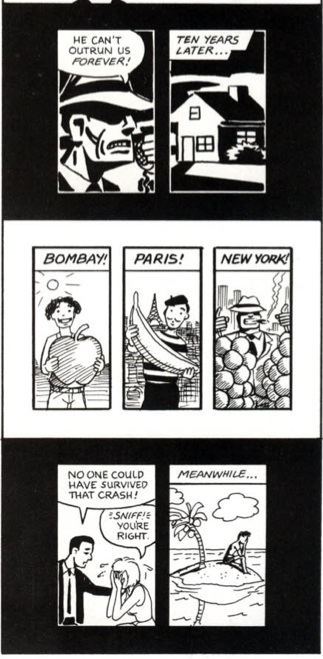 HE CAN'T
OUTRUN US
FOREVER!
TEN YEARS
LATER...
BOMBAY!
PARIS!
NEW YORK!
NO ONE COULD
HAVE SURVIVED
THAT CRASH!
SNIFF!
YOU'RE
RIGHT.
MEANWHILE...